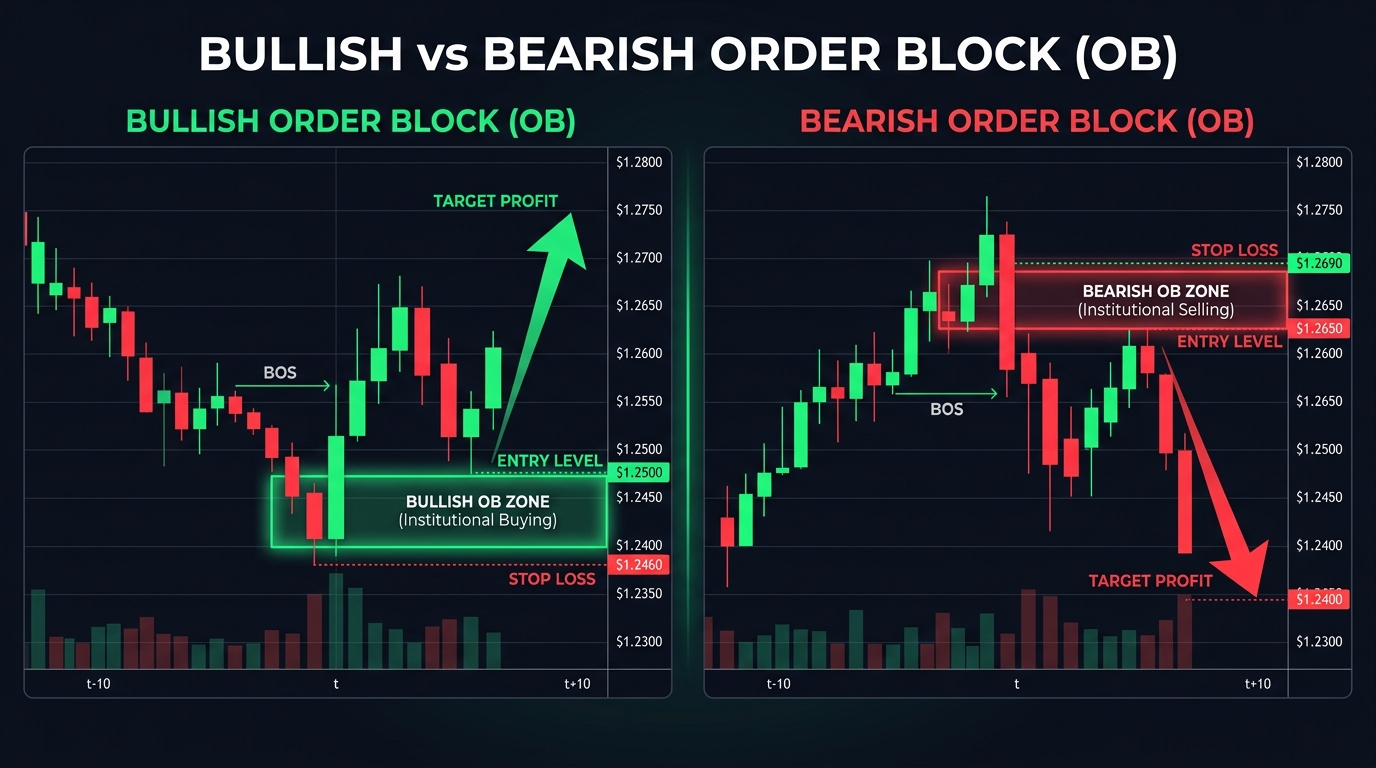 BULLISH vs BEARISH ORDER BLOCK (OB)
BULLISH ORDER BLOCK (OB)
$1.2800
TARGET PROFIT
$1.2750
$1.2700
$1.2650
$1.2600
BOS
$1.2550
$1.2500
ENTRY LEVEL
$1.2500
BULLISH OB ZONE
$1.2450
(Institutional Buying)
$1.2400
$1.2460
STOP LOSS
$1.2350
$1.2300
t-10
t
t+10
BEARISH ORDER BLOCK (OB)
$1.2800
$1.2750
STOP LOSS
$1.2690
BEARISH OB ZONE
$1.2650
(Institutional Selling)
$1.2650
ENTRY LEVEL
$1.2600
$1.2650
BOS
$1.2500
$1.2450
$1.2400
TARGET PROFIT
$1.2400
$1.2300
t-10
t
t+10